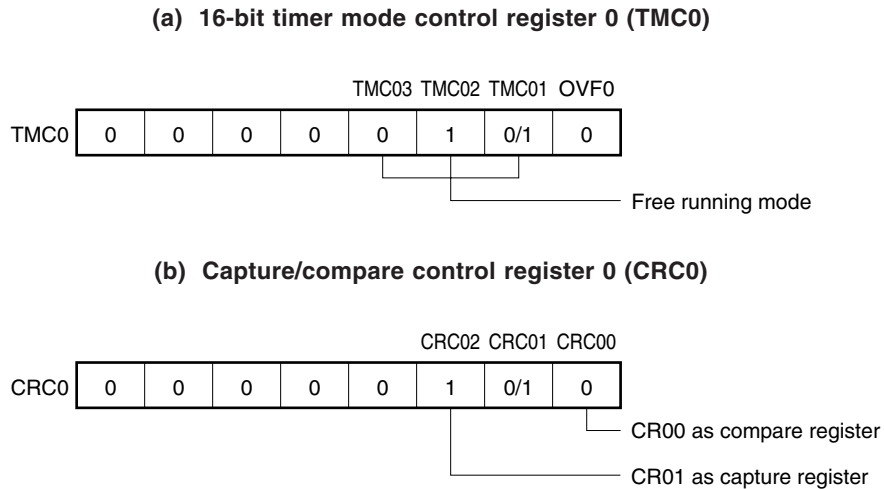 (a) 16-bit timer mode control register 0 (TMC0)
TMC03 TMC02 TMC01 OVF0
TMC0 0 0 0 0 0 1 0/1 0
Free running mode
(b) Capture/compare control register 0 (CRC0)
CRC02 CRC01 CRC00
CRC0 0 0 0 0 0 1 0/1 0
CR00 as compare register
CR01 as capture register